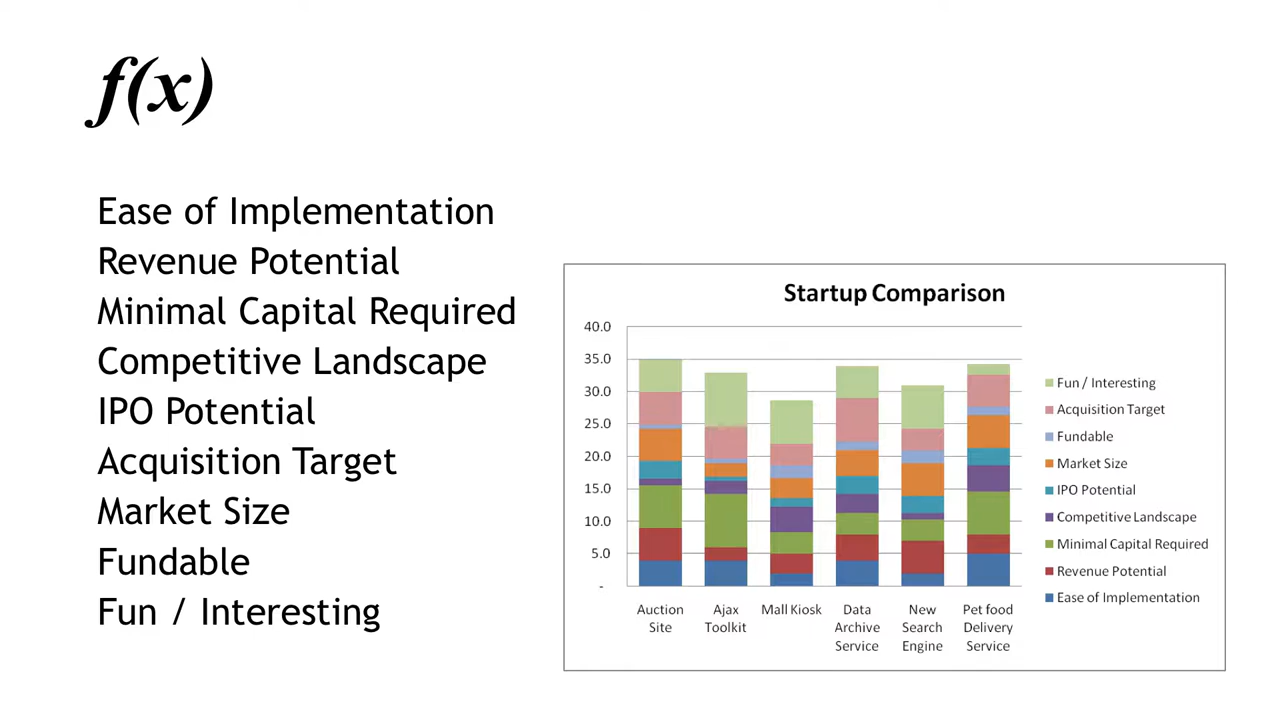 f(x)
Ease of Implementation
Revenue Potential
Minimal Capital Required
Competitive Landscape
IPO Potential
Acquisition Target
Market Size
Fundable
Fun / Interesting
Startup Comparison
40.0
35.0
30.0
25.0
20.0
15.0
10.0
5.0
-
Auction
Site
Ajax
Toolkit
Mall Kiosk
Data
Archive
Service
New
Search
Engine
Pet food
Delivery
Service
Fun / Interesting
Acquisition Target
Fundable
Market Size
IPO Potential
Competitive Landscape
Minimal Capital Required
Revenue Potential
Ease of Implementation